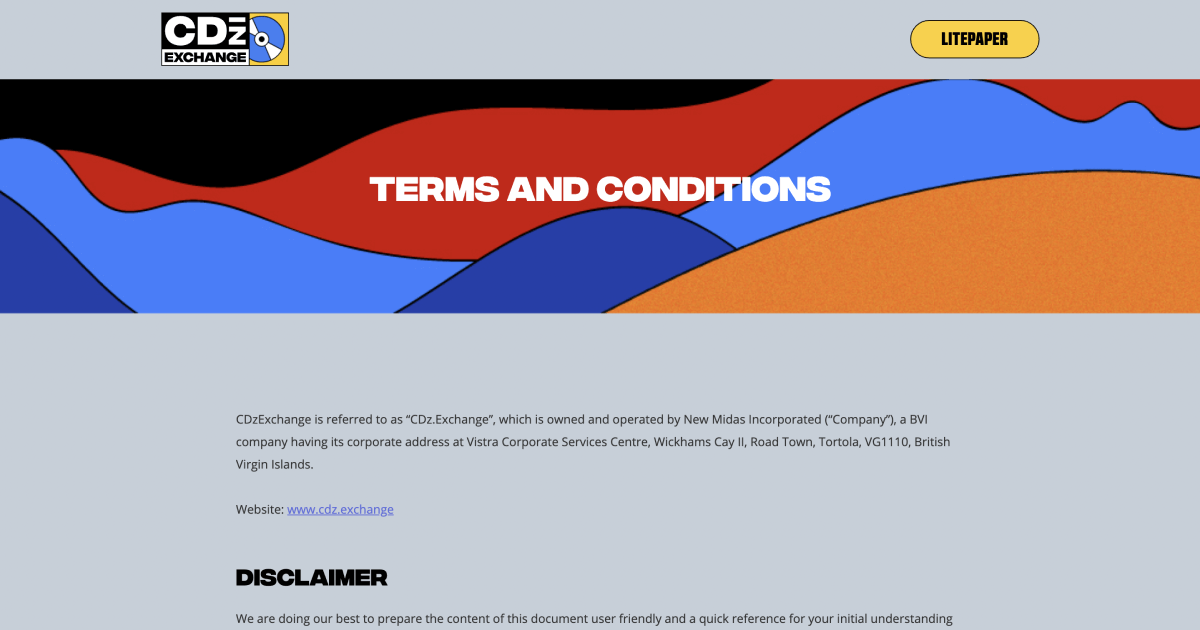 CDz
EXCHANGE
LITEPAPER
TERMS AND CONDITIONS
CDzExchange is referred to as “CDz.Exchange”, which is owned and operated by New Midas Incorporated (“Company”), a BVI
company having its corporate address at Vistra Corporate Services Centre, Wickhams Cay II, Road Town, Tortola, VG1110, British
Virgin Islands.
Website: www.cdz.exchange
DISCLAIMER
We are doing our best to prepare the content of this document user friendly and a quick reference for your initial understanding